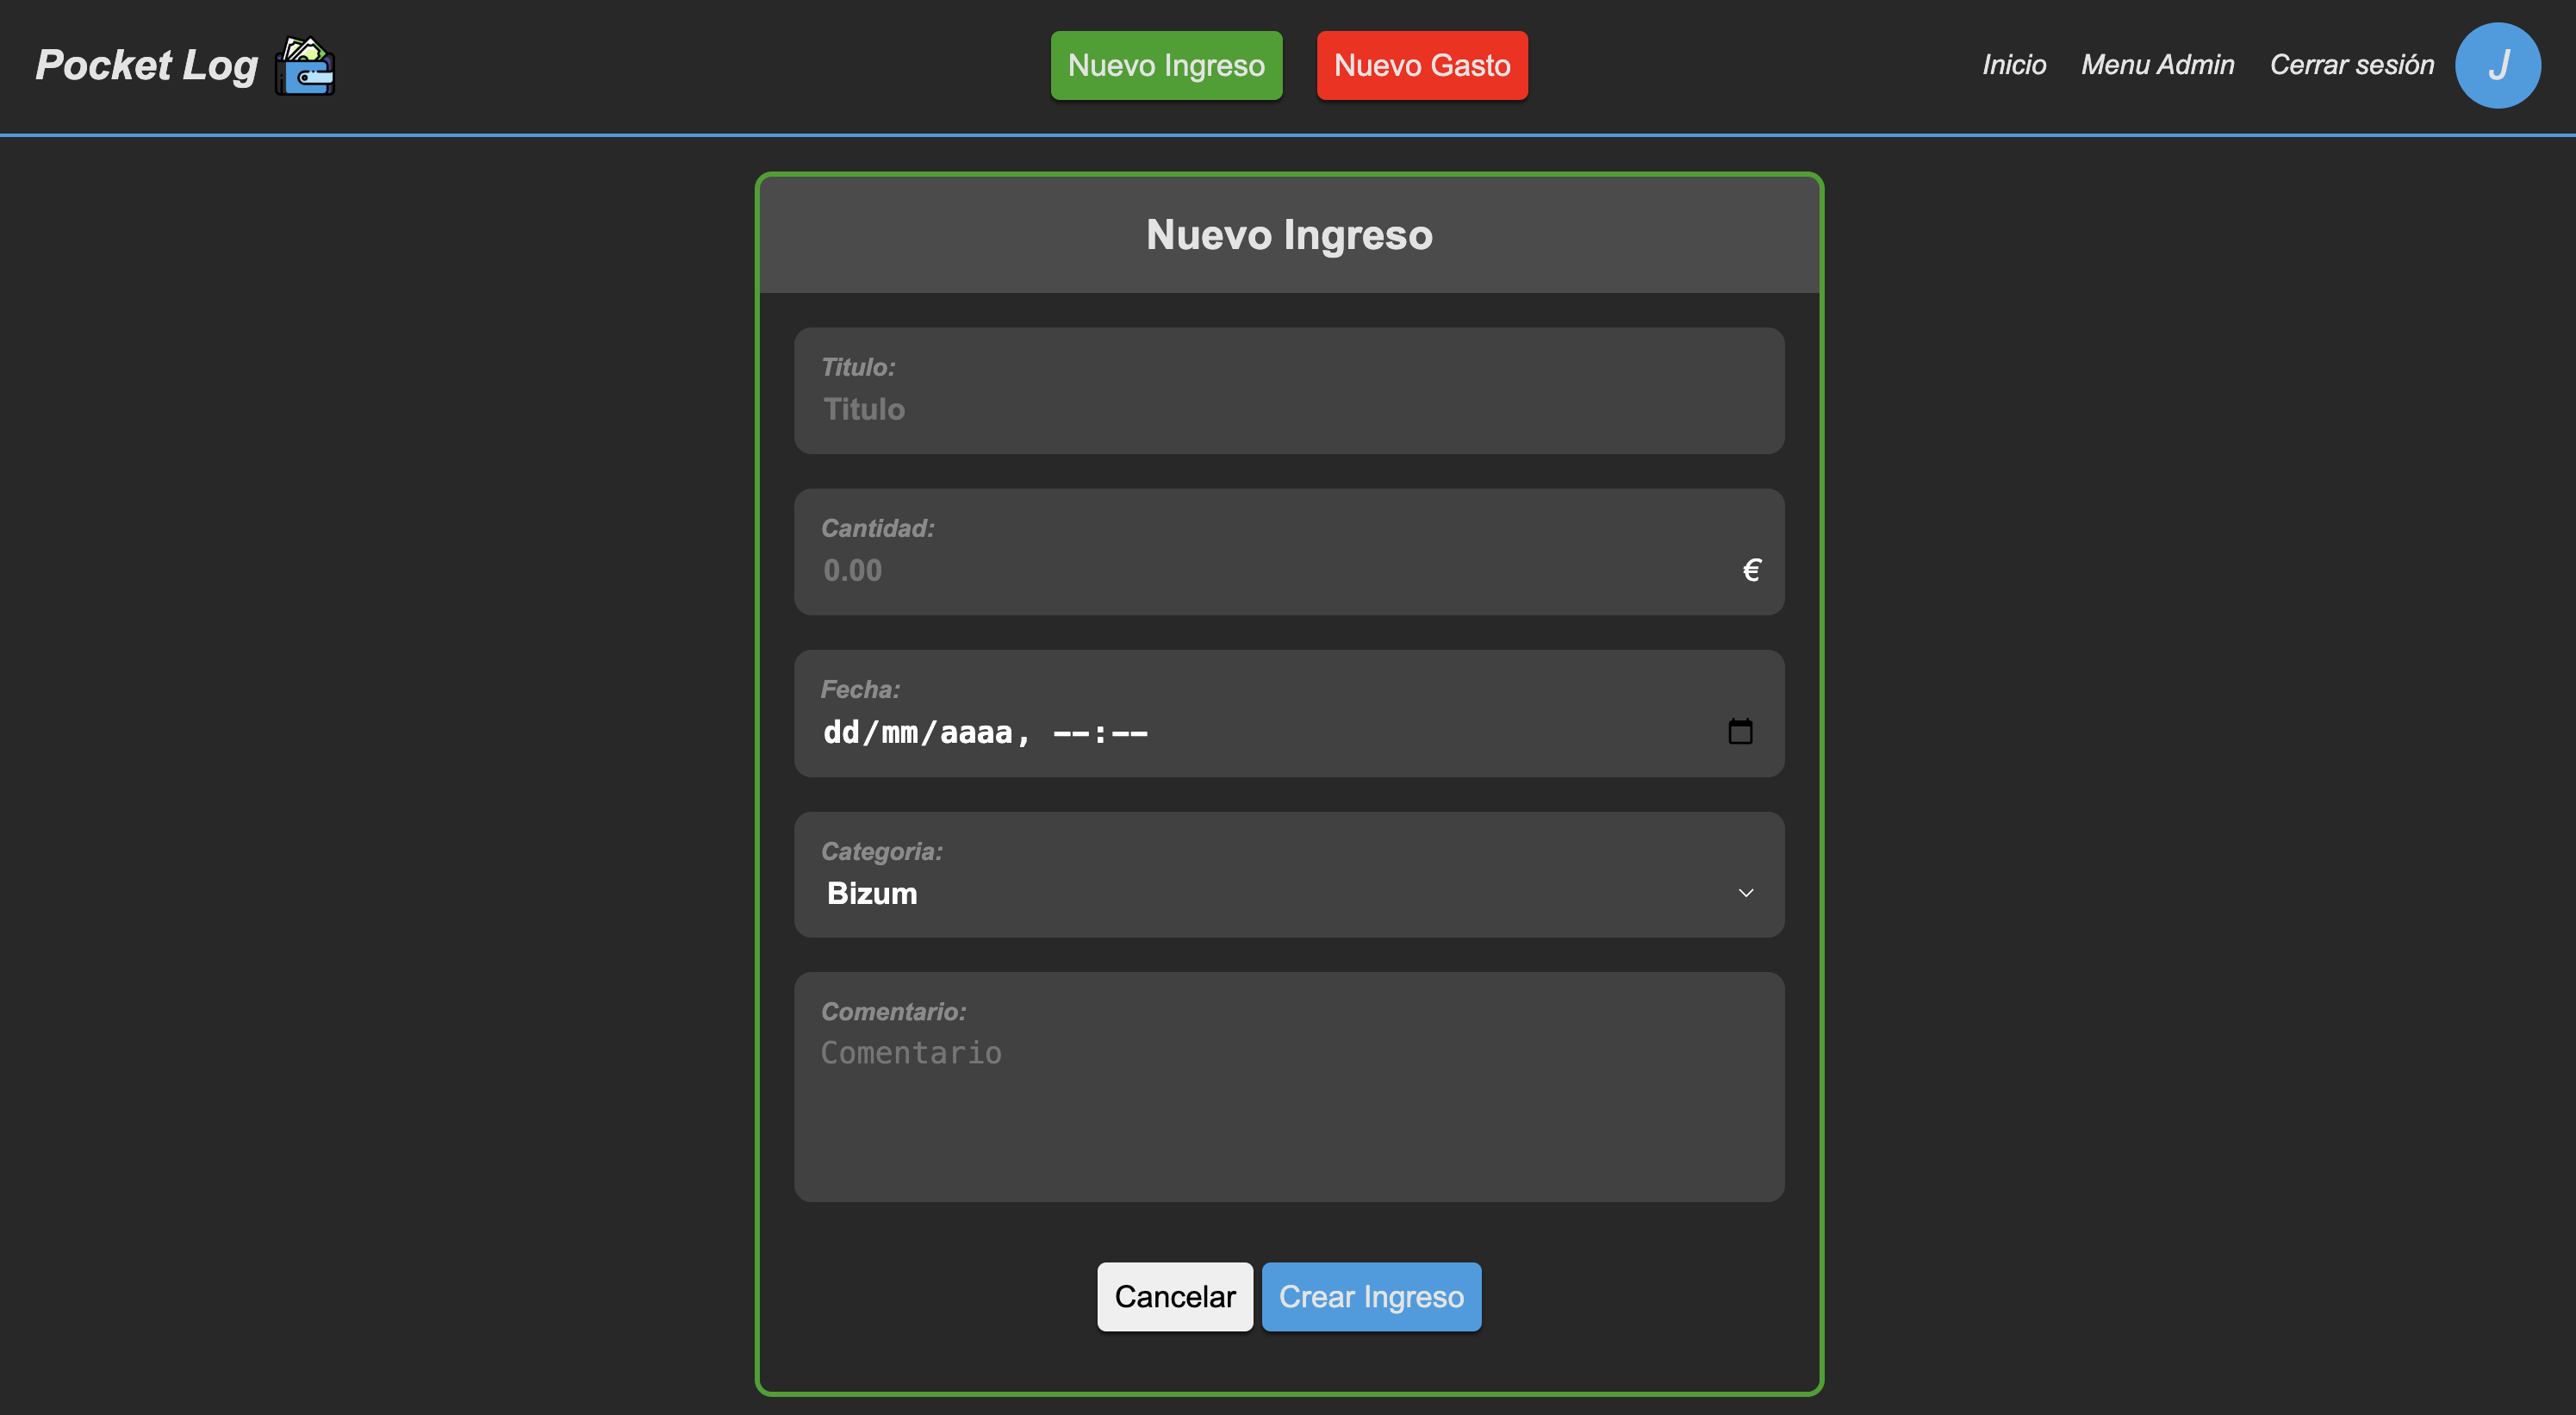 Pocket Log
Nuevo Ingreso
Nuevo Gasto
Inicio
Menu Admin
Cerrar sesión
J
Nuevo Ingreso
Titulo:
Titulo
Cantidad:
0.00
€
Fecha:
dd/mm/aaaa, --:--
Categoria:
Bizum
Comentario:
Comentario
Cancelar
Crear Ingreso